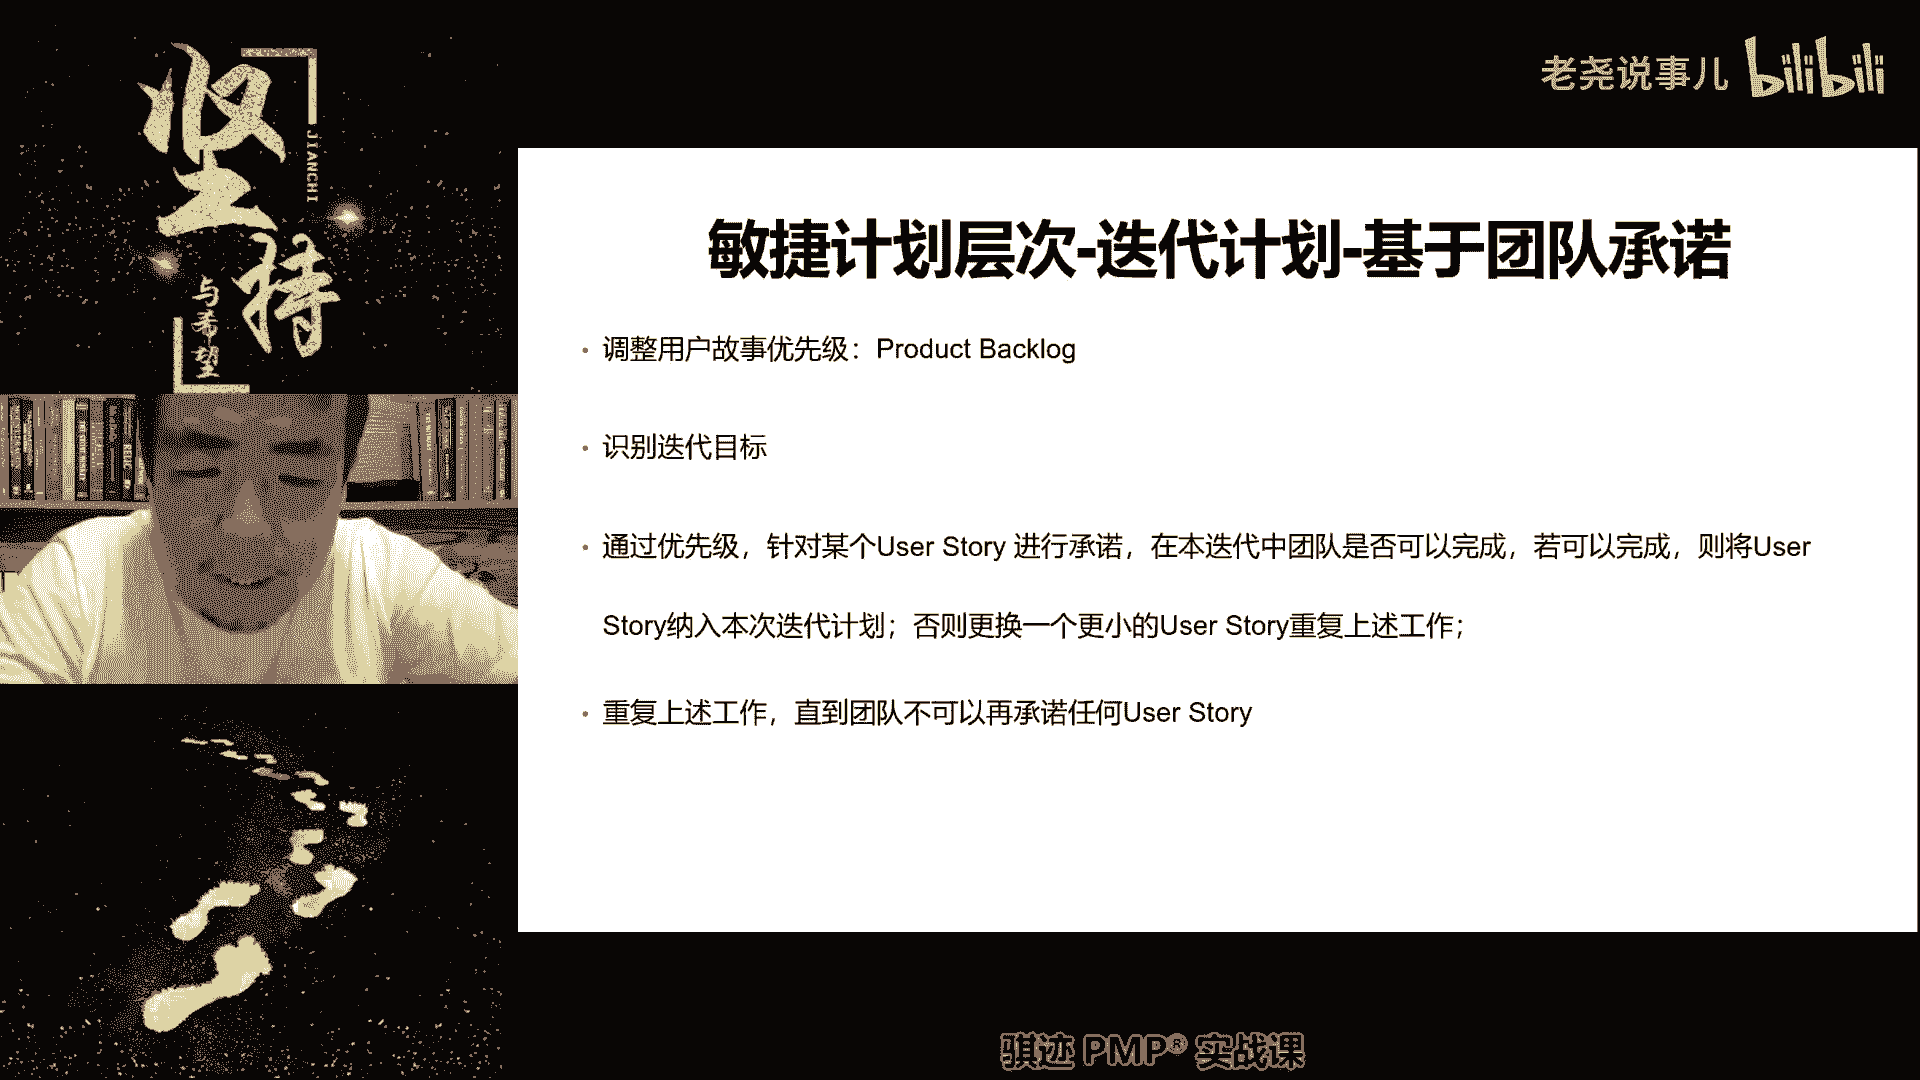 坚持
JIANCHI
与希望
老尧说事儿 bilibili
敏捷计划层次-迭代计划-基于团队承诺
• 调整用户故事优先级：Product Backlog
• 识别迭代目标
• 通过优先级，针对某个User Story 进行承诺，在本迭代中团队是否可以完成，若可以完成，则将User
Story纳入本次迭代计划；否则更换一个更小的User Story重复上述工作；
• 重复上述工作，直到团队不可以再承诺任何User Story
骐迹 PMP® 实战课